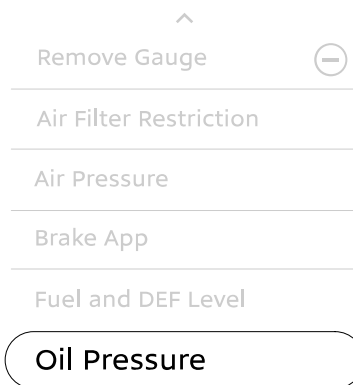 Remove Gauge
Air Filter Restriction
Air Pressure
Brake App
Fuel and DEF Level
Oil Pressure